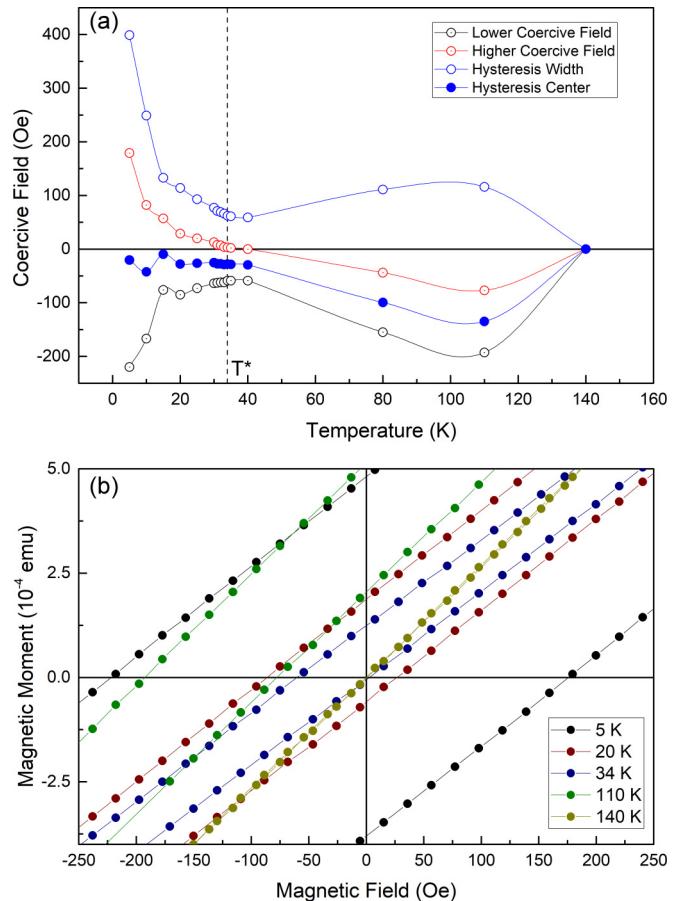 (a)
Lower Coercive Field
Higher Coercive Field
Hysteresis Width
Hysteresis Center
400
300
200
100
0
-100
-200
Coercive Field (Oe)
T*
0 20 40 60 80 100 120 140 160
Temperature (K)
(b)
5.0
2.5
0.0
-2.5
Magnetic Moment (10⁻⁴ emu)
5 K
20 K
34 K
110 K
140 K
-250 -200 -150 -100 -50 0 50 100 150 200 250
Magnetic Field (Oe)